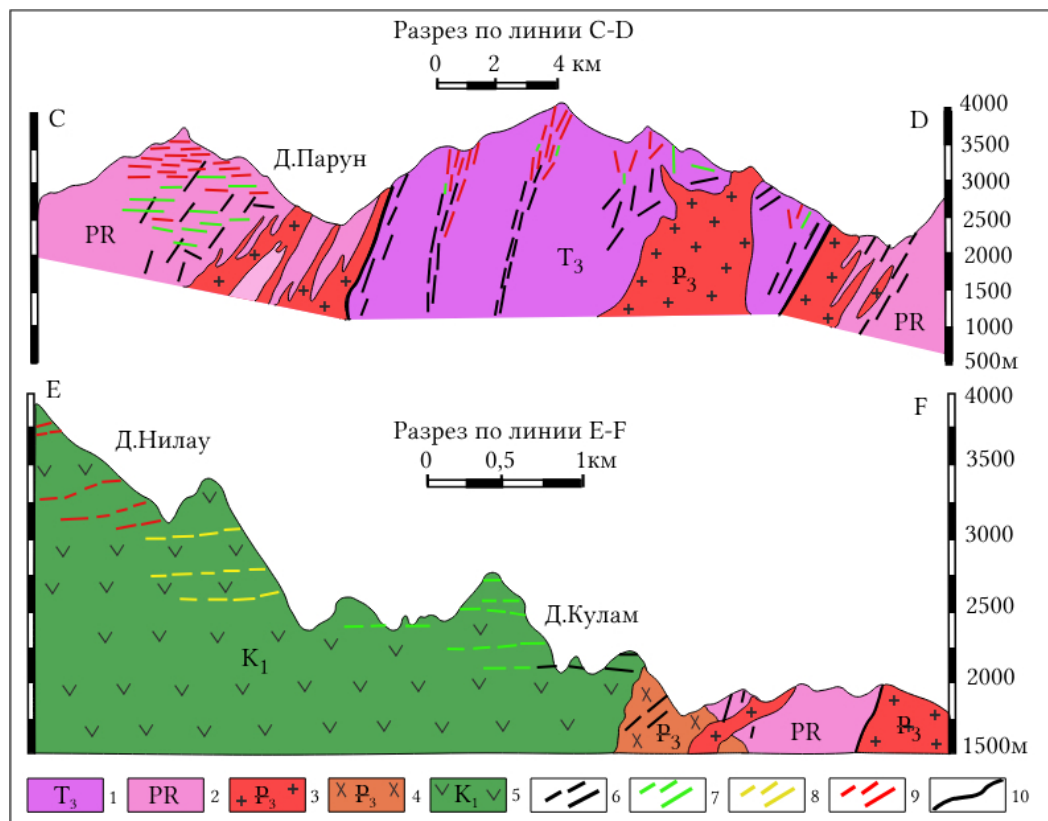 Разрез по линии C-D
0 2 4 км
C
D
Д.Парун
PR
T3
P3
PR
4000
3500
3000
2500
2000
1500
1000
500м
E
F
Д.Нилау
Разрез по линии E-F
0 0,5 1км
Д.Кулам
K1
P3
PR
P3
4000
3500
3000
2500
2000
1500м
T3 1 PR 2 P3 3 P3 4 K1 5 6 7 8 9 10